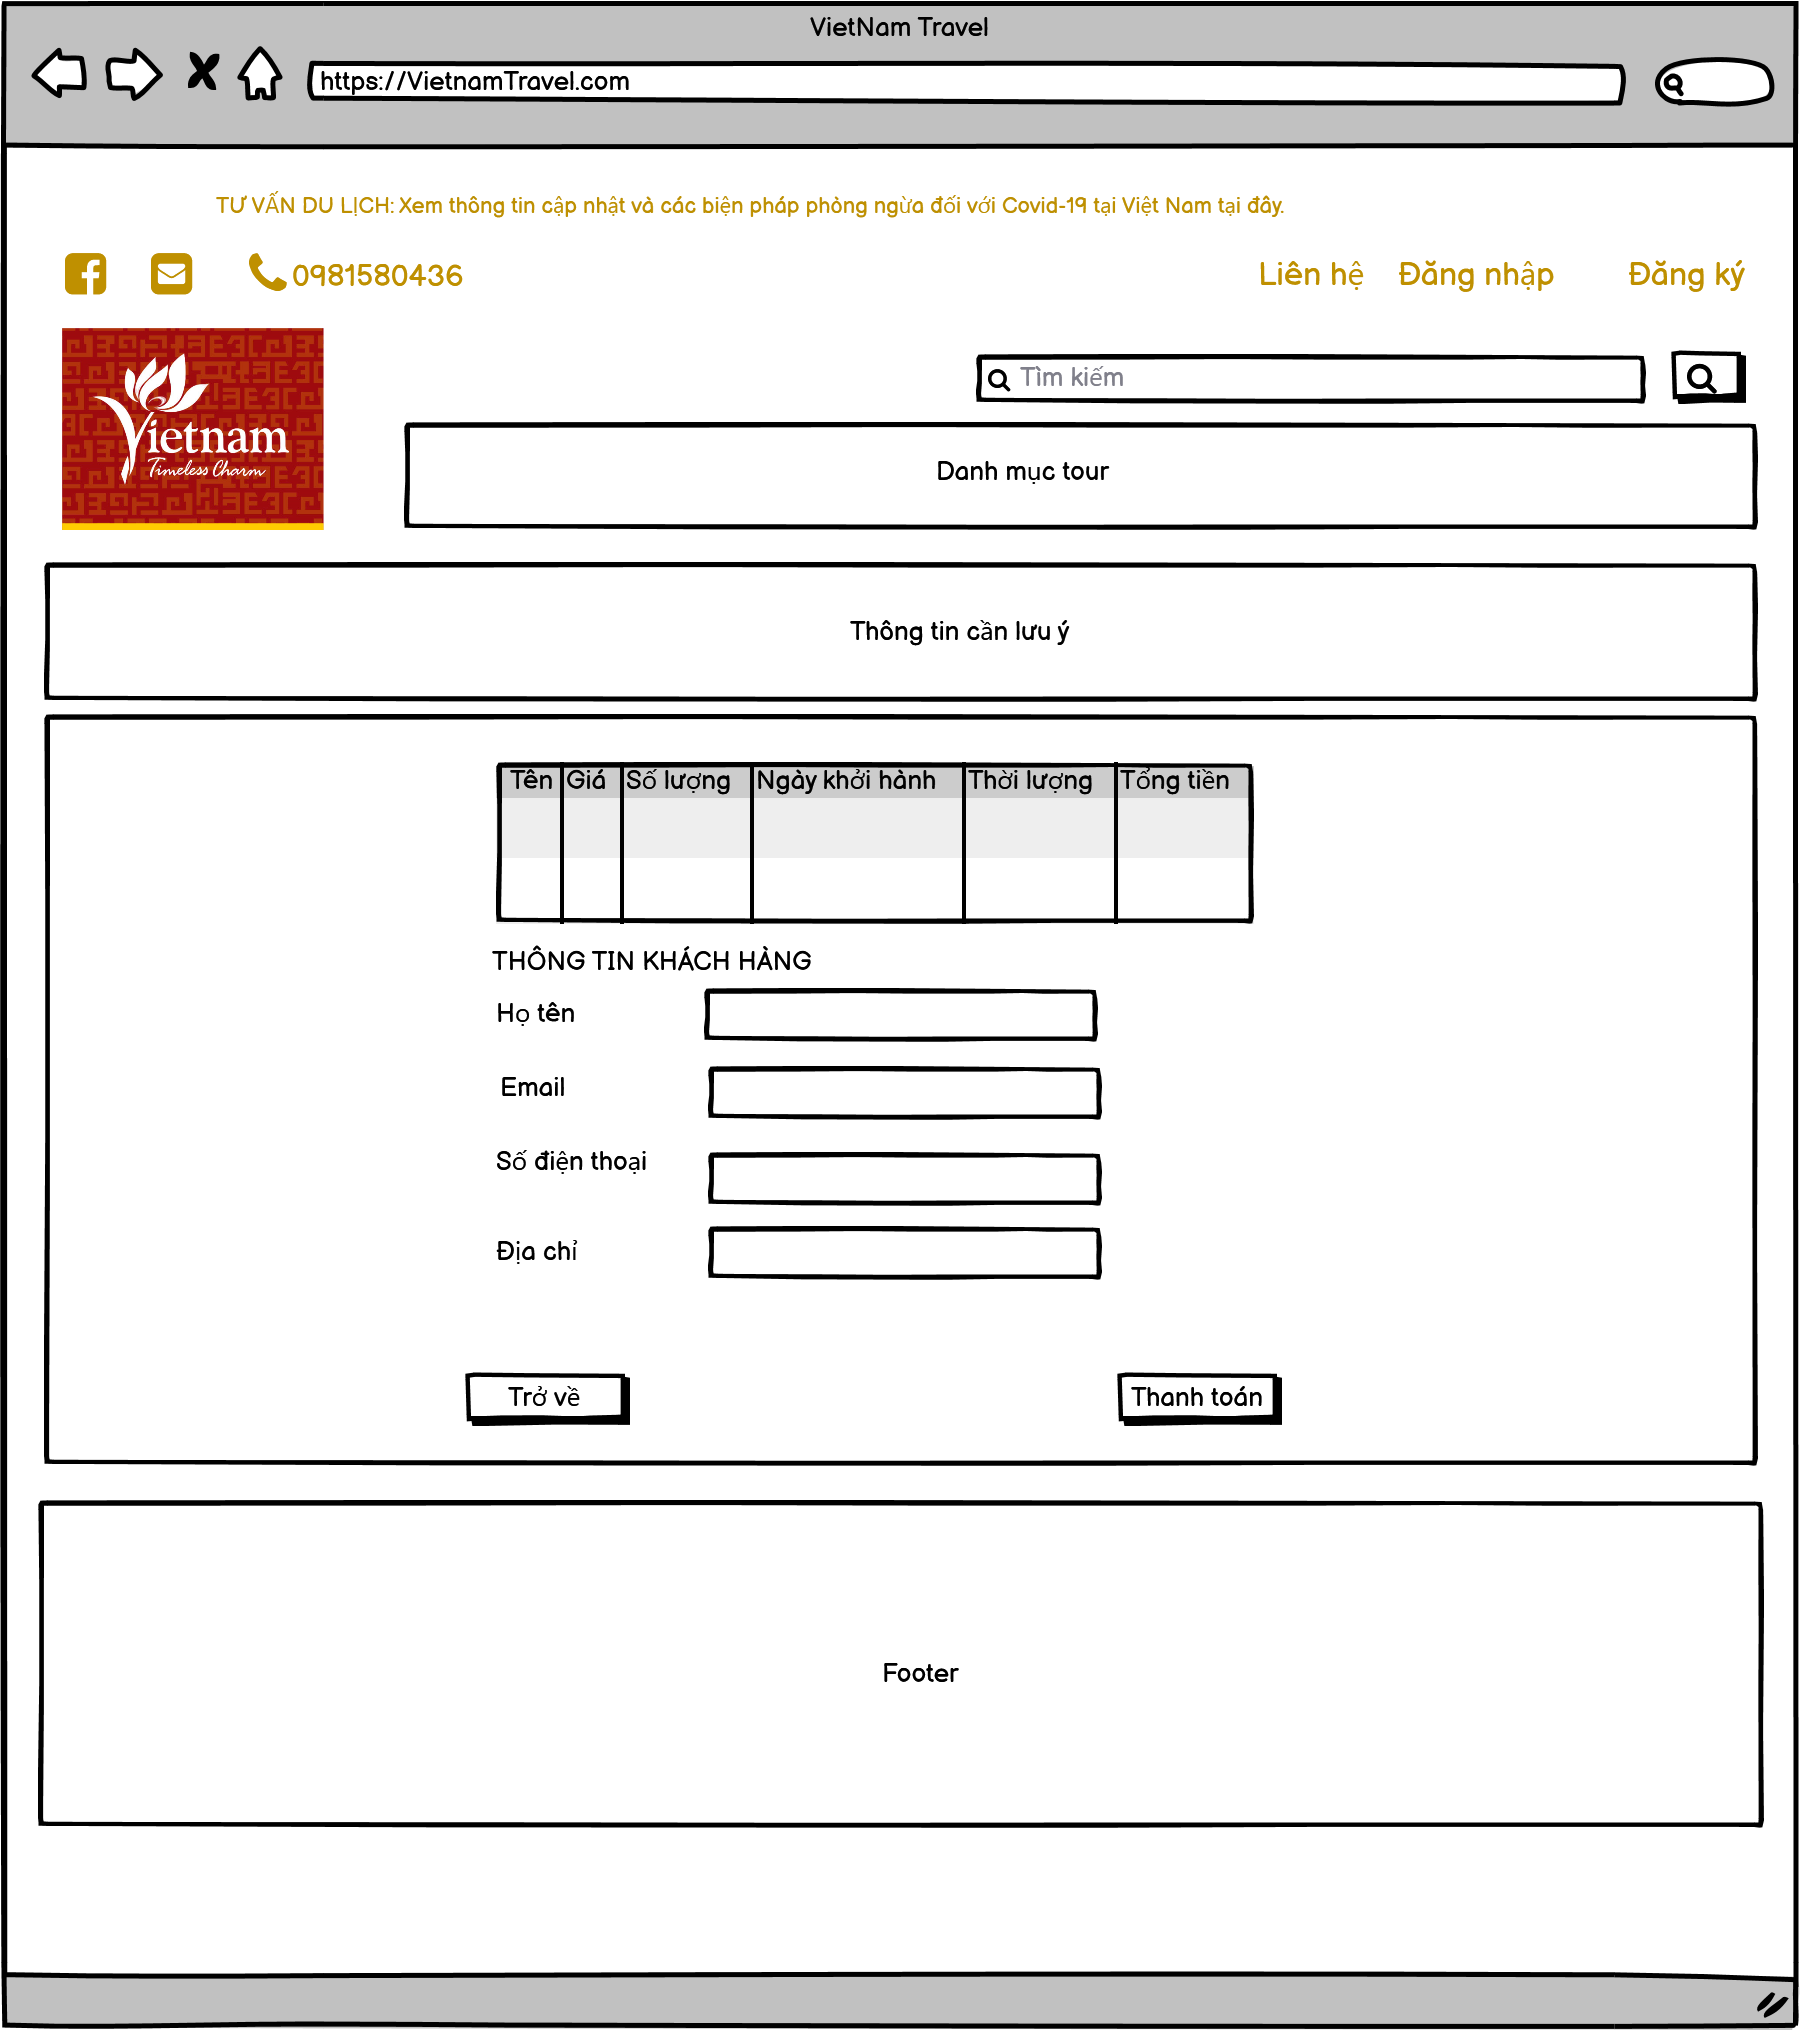 VietNam Travel
https://VietnamTravel.com
TƯ VẤN DU LỊCH: Xem thông tin cập nhật và các biện pháp phòng ngừa đối với Covid-19 tại Việt Nam tại đây.
0981580436 Liên hệ Đăng nhập Đăng ký
Tìm kiếm
Vietnam
Timeless Charm
Danh mục tour
Thông tin cần lưu ý
Tên Giá Số lượng Ngày khởi hành Thời lượng Tổng tiền
THÔNG TIN KHÁCH HÀNG
Họ tên
Email
Số điện thoại
Địa chỉ
Trở về Thanh toán
Footer